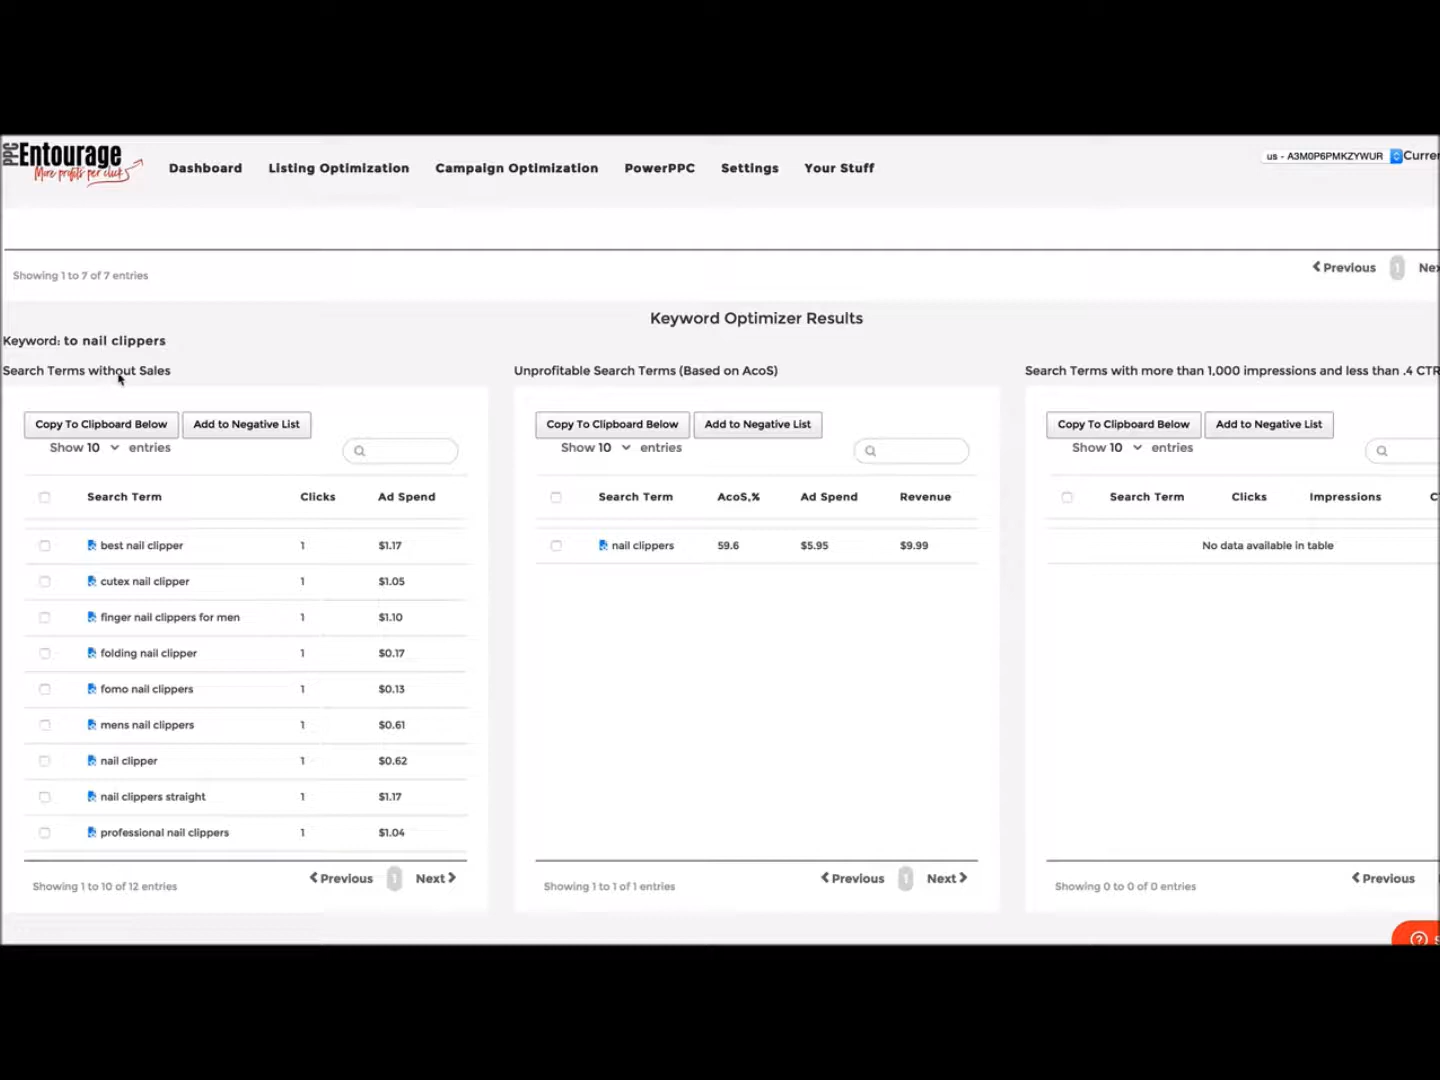 PPC Entourage
More profits per click
Dashboard Listing Optimization Campaign Optimization PowerPPC Settings Your Stuff
us - A3M0P6PMKZYWUR
Showing 1 to 7 of 7 entries
Previous 1
Keyword Optimizer Results
Keyword: to nail clippers
Search Terms without Sales
Copy To Clipboard Below Add to Negative List
Show 10 entries
Search Term Clicks Ad Spend
best nail clipper 1 $1.17
cutex nail clipper 1 $1.05
finger nail clippers for men 1 $1.10
folding nail clipper 1 $0.17
fomo nail clippers 1 $0.13
mens nail clippers 1 $0.61
nail clipper 1 $0.62
nail clippers straight 1 $1.17
professional nail clippers 1 $1.04
Showing 1 to 10 of 12 entries
Previous 1 Next
Unprofitable Search Terms (Based on AcoS)
Copy To Clipboard Below Add to Negative List
Show 10 entries
Search Term AcoS,% Ad Spend Revenue
nail clippers 59.6 $5.95 $9.99
Showing 1 to 1 of 1 entries
Previous 1 Next
Search Terms with more than 1,000 impressions and less than .4 CTR
Copy To Clipboard Below Add to Negative List
Show 10 entries
Search Term Clicks Impressions
No data available in table
Showing 0 to 0 of 0 entries
Previous